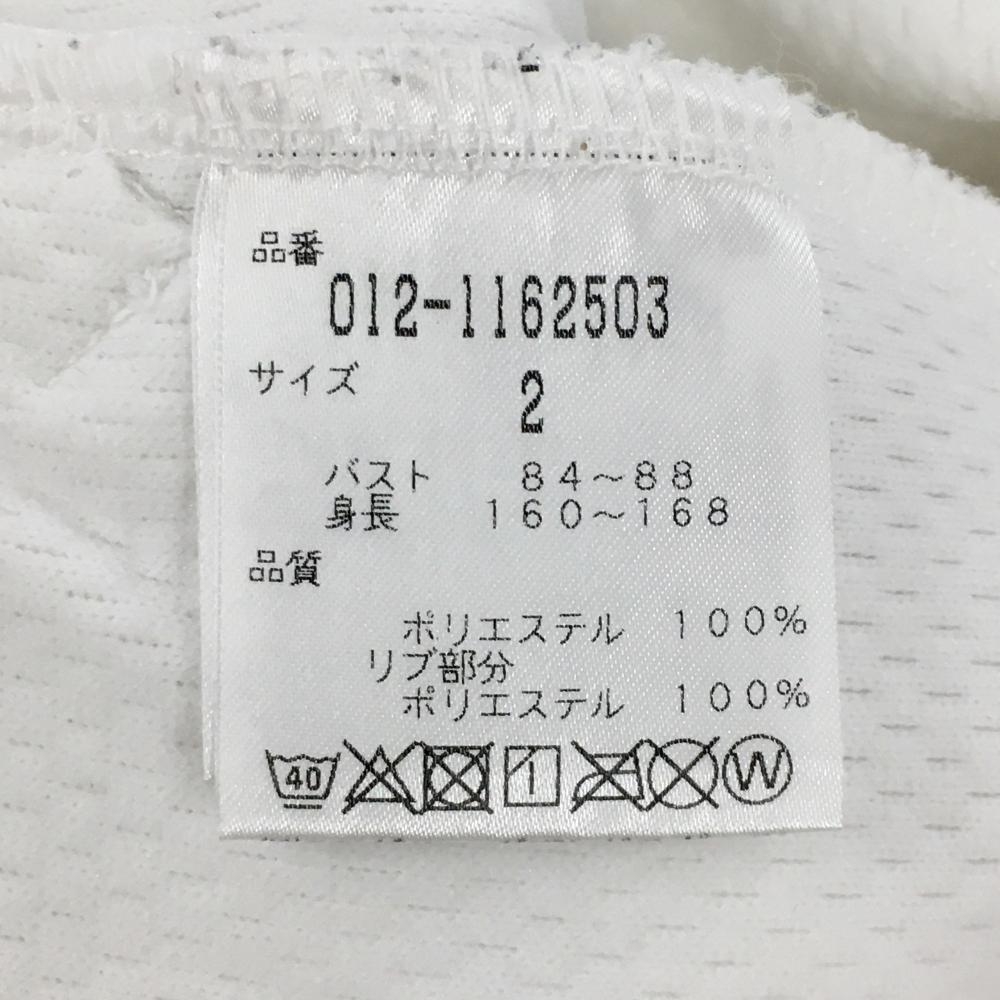 品番
012-1162503
サイズ
2
バスト 84～88
身長 160～168
品質
ポリエステル 100%
リブ部分
ポリエステル 100%
40 W